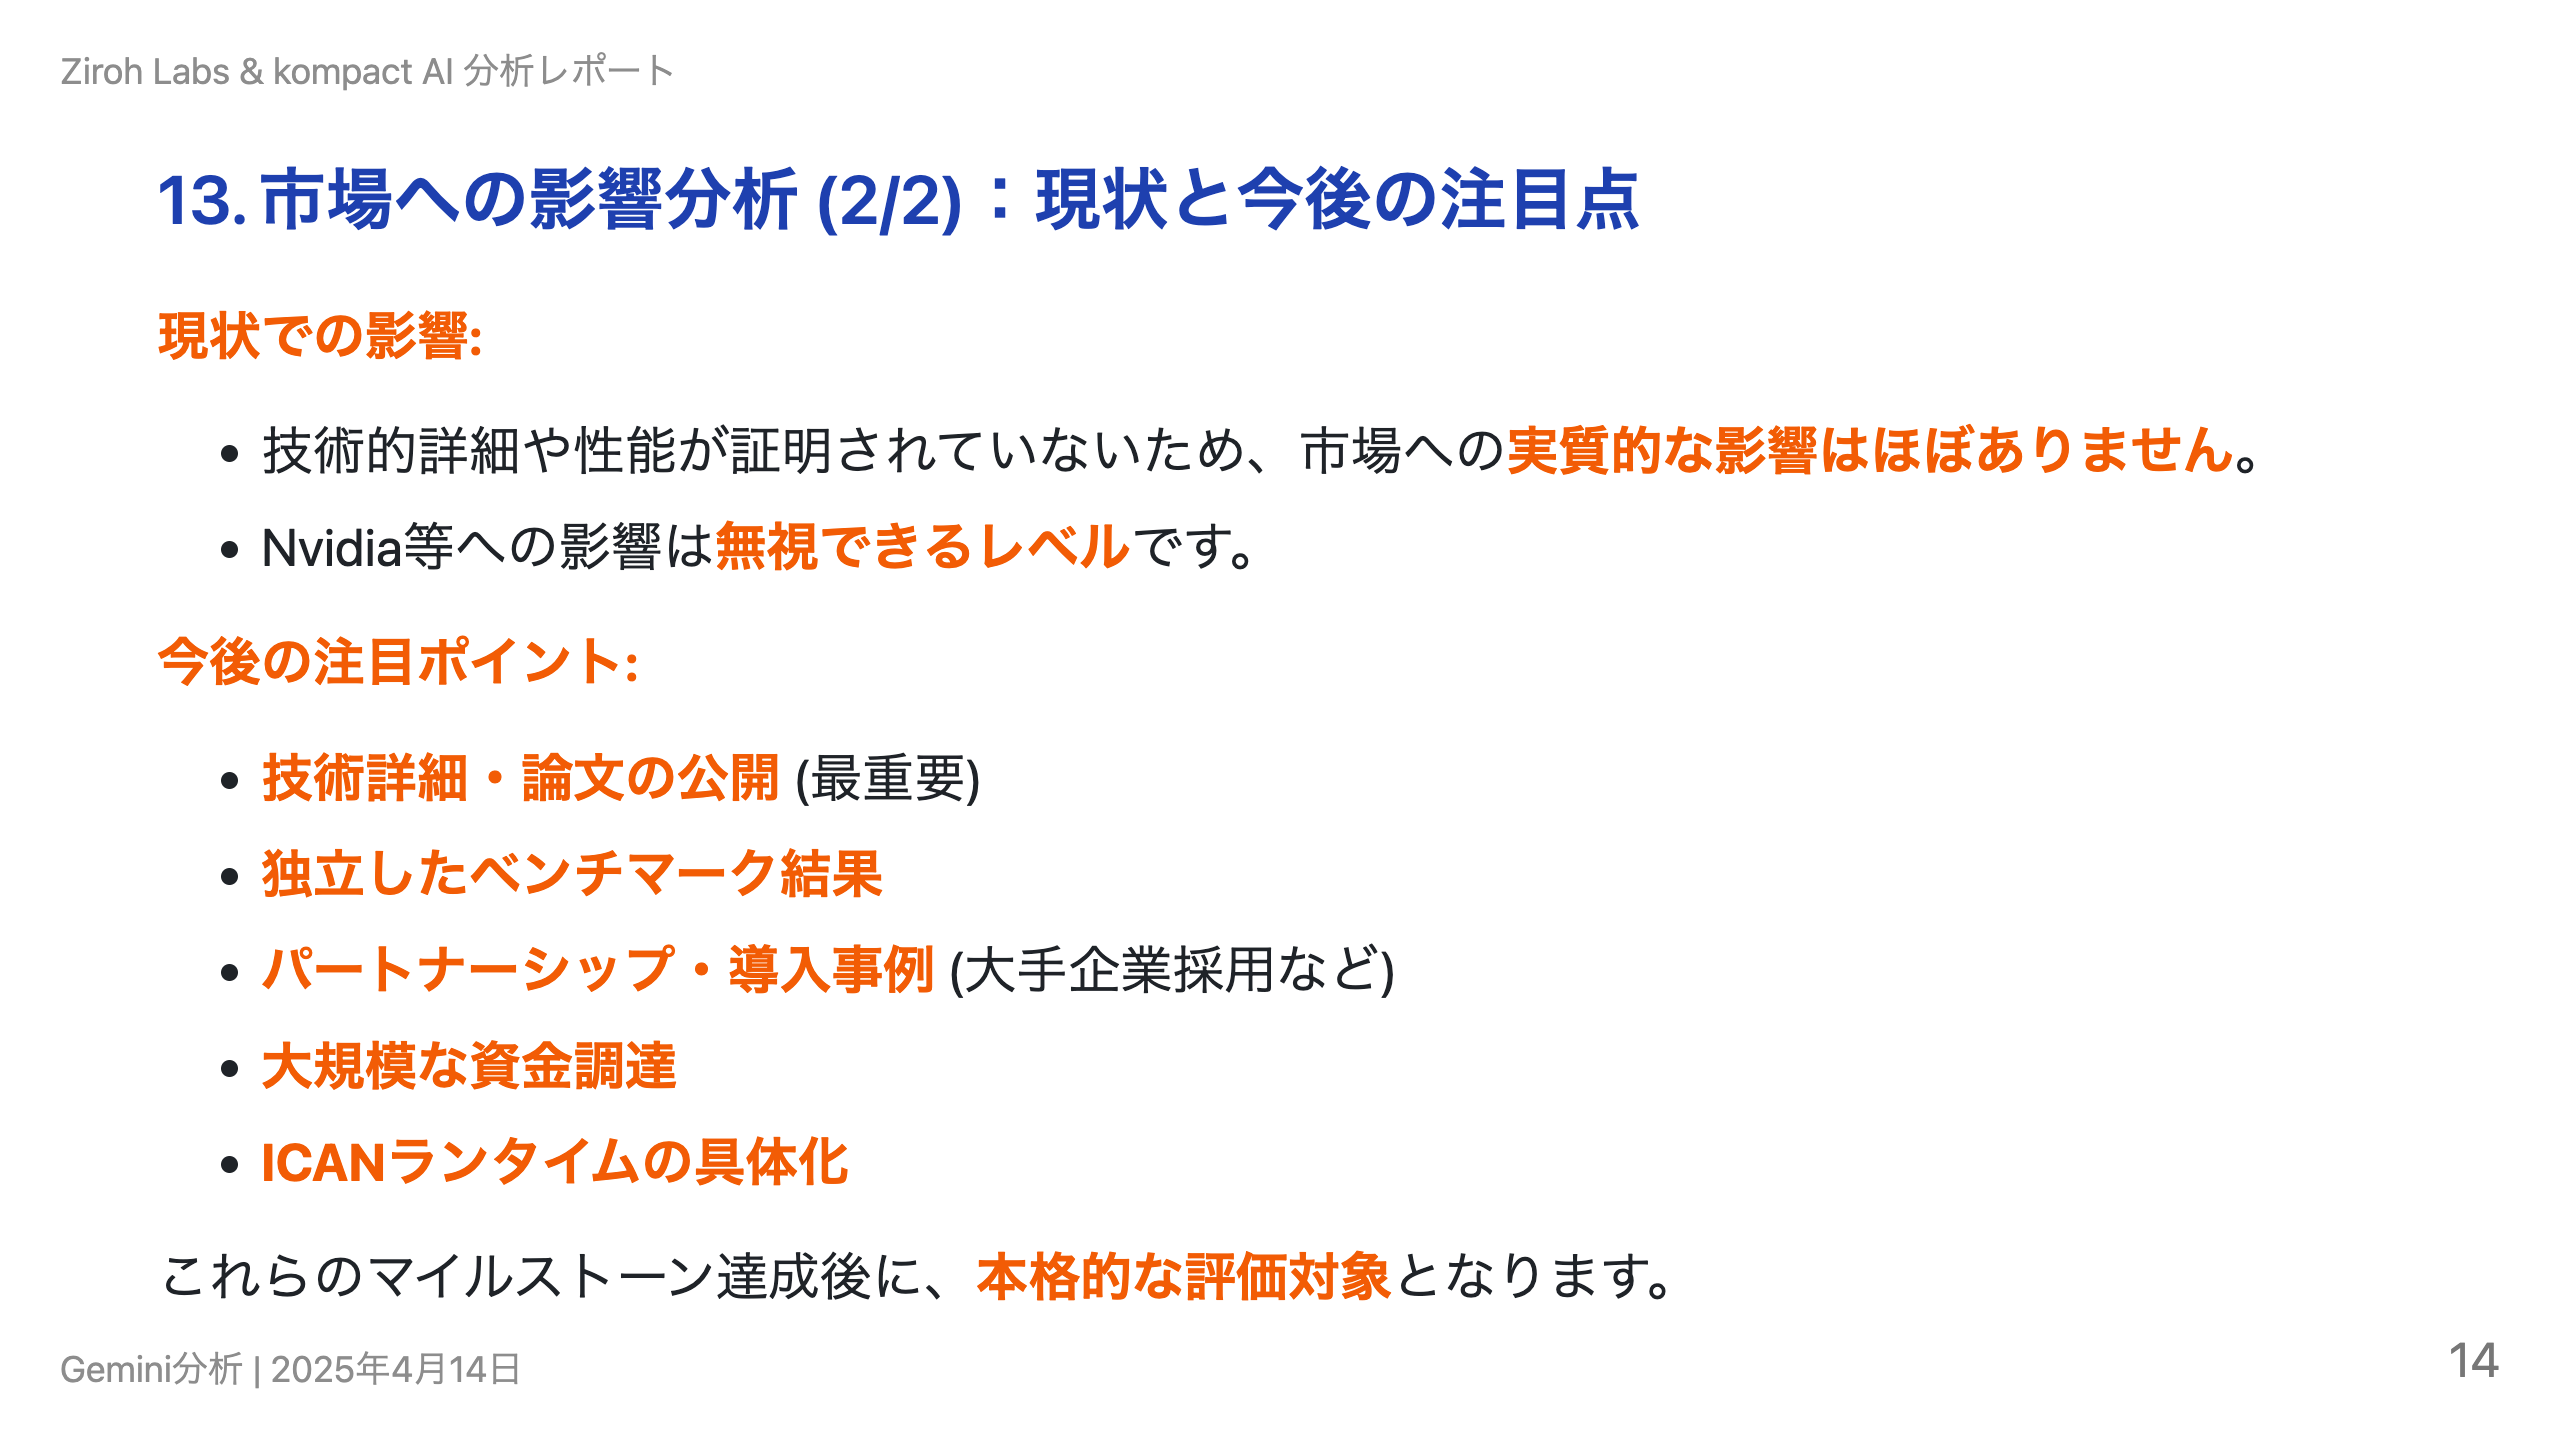 Ziroh Labs & kompact AI 分析レポート
13. 市場への影響分析 (2/2)：現状と今後の注目点
現状での影響:
• 技術的詳細や性能が証明されていないため、市場への実質的な影響はほぼありません。
• Nvidia等への影響は無視できるレベルです。
今後の注目ポイント:
• 技術詳細・論文の公開 (最重要)
• 独立したベンチマーク結果
• パートナーシップ・導入事例 (大手企業採用など)
• 大規模な資金調達
• ICANランタイムの具体化
これらのマイルストーン達成後に、本格的な評価対象となります。
Gemini分析 | 2025年4月14日
14